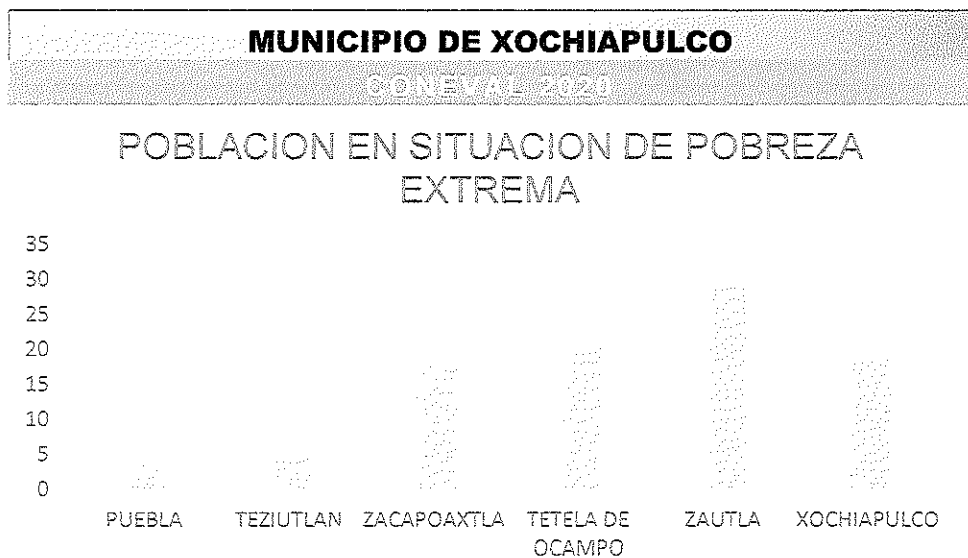 MUNICIPIO DE XOCHIAPULCO
CONEVAL 2020
POBLACION EN SITUACION DE POBREZA
EXTREMA
35
30
25
20
15
10
5
0
PUEBLA TEZIUTLAN ZACAPOAXTLA TETELA DE OCAMPO ZAUTLA XOCHIAPULCO